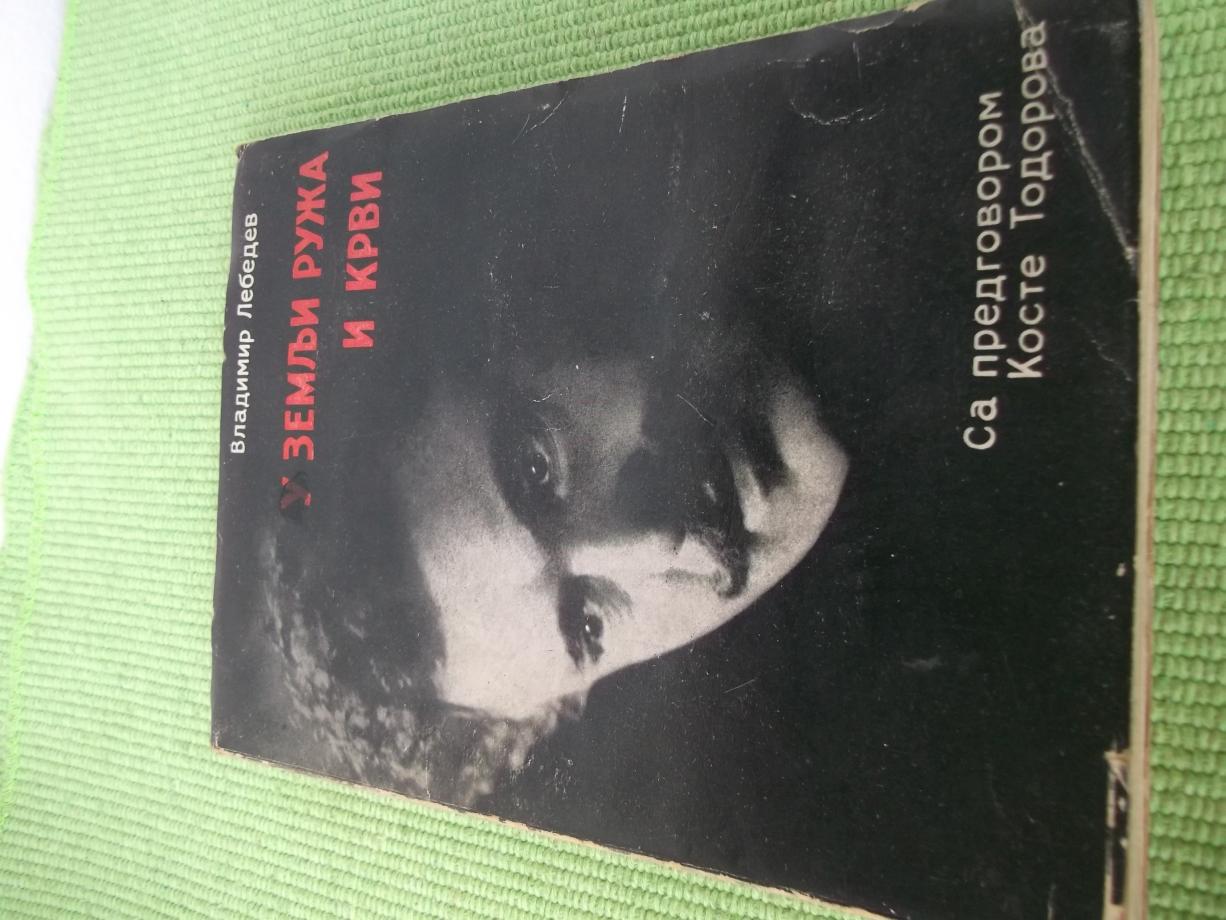 Владимир Лебедев
У ЗЕМЉИ РУЖА
И КРВИ
Са предговором
Косте Тодорова